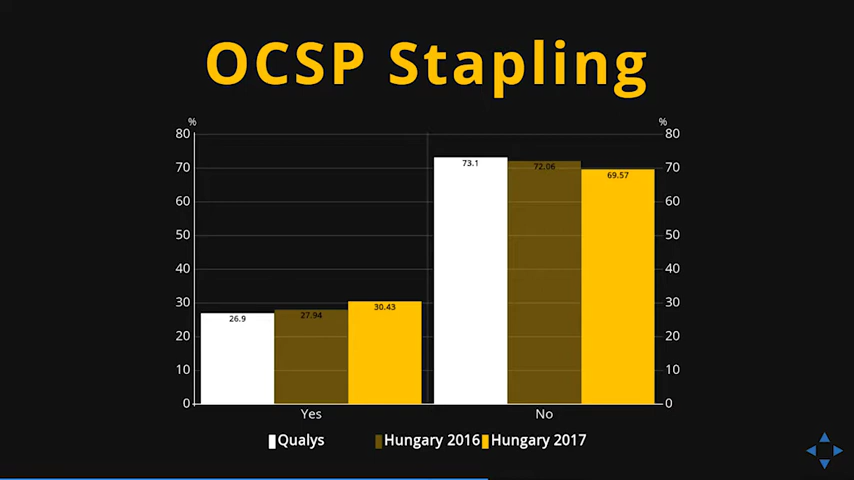 OCSP Stapling
% %
80 80
70 73.1 72.06 69.57 70
60 60
50 50
40 40
30 26.9 27.94 30.43 30
20 20
10 10
0 0
Yes No
Qualys Hungary 2016 Hungary 2017